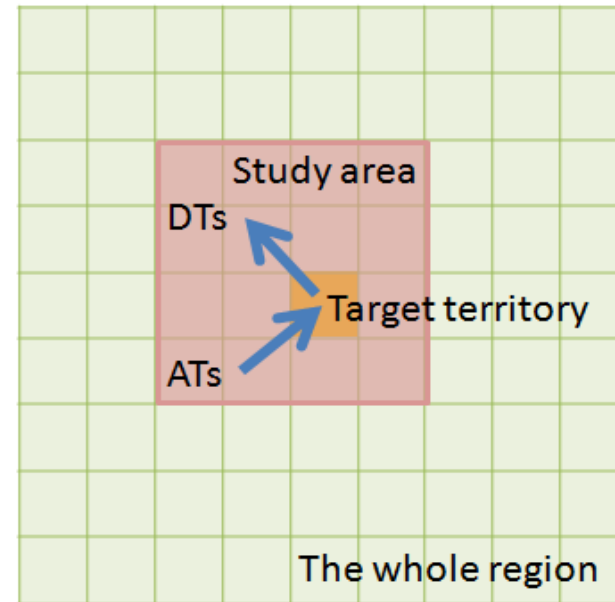 Study area
DTs
Target territory
ATs
The whole region